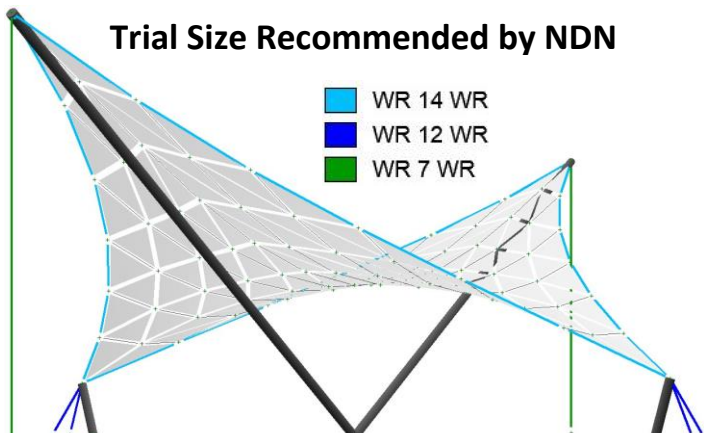 Trial Size Recommended by NDN
WR 14 WR
WR 12 WR
WR 7 WR